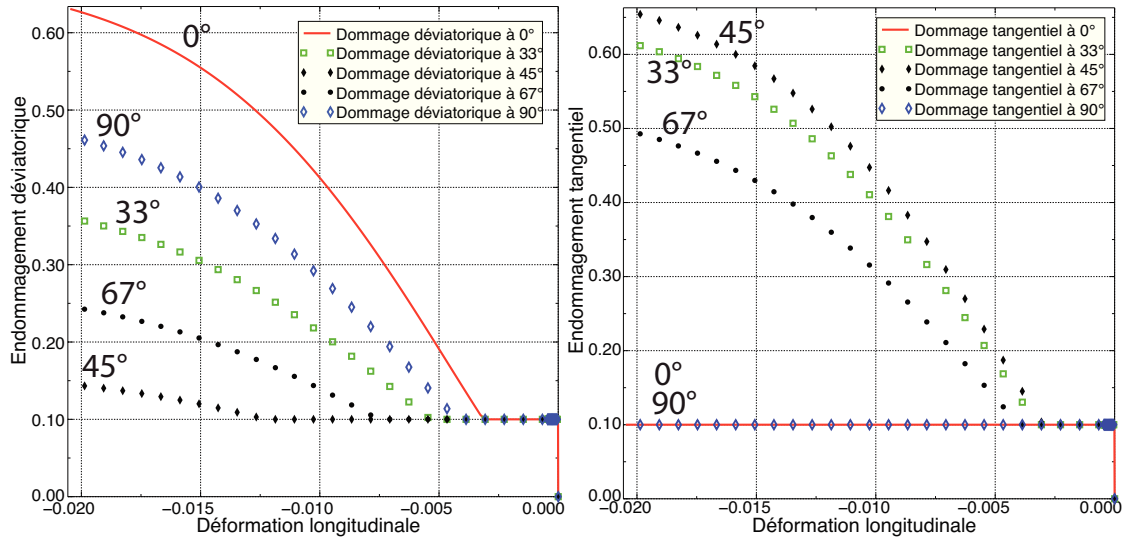 Endommagement déviatorique
0.60
0.50
0.40
0.30
0.20
0.10
0.00
0°
90°
33°
67°
45°
Dommage déviatorique à 0°
Dommage déviatorique à 33°
Dommage déviatorique à 45°
Dommage déviatorique à 67°
Dommage déviatorique à 90°
−0.020 −0.015 −0.010 −0.005 0.000
Déformation longitudinale
Endommagement tangentiel
0.60
0.50
0.40
0.30
0.20
0.10
0.00
45°
33°
67°
0°
90°
Dommage tangentiel à 0°
Dommage tangentiel à 33°
Dommage tangentiel à 45°
Dommage tangentiel à 67°
Dommage tangentiel à 90°
−0.020 −0.015 −0.010 −0.005 0.000
Déformation longitudinale